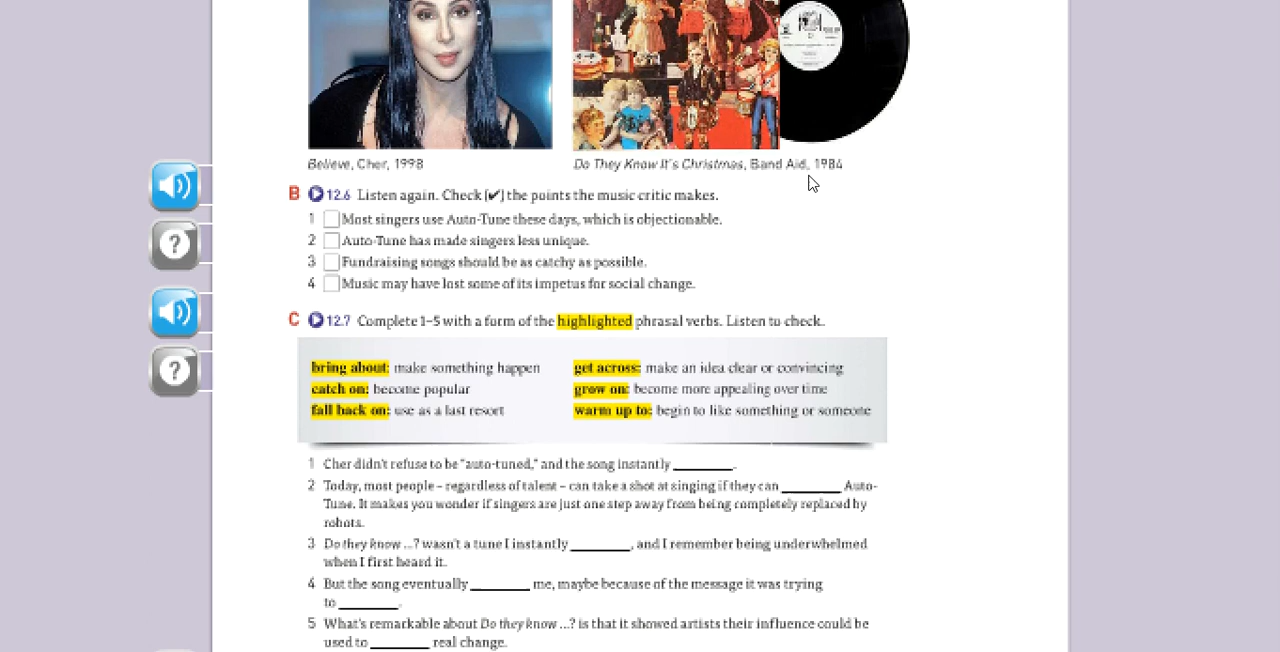 Believe, Cher, 1998
Do They Know It's Christmas, Band Aid, 1984
B 12.6 Listen again. Check (✔) the points the music critic makes.
1 Most singers use Auto-Tune these days, which is objectionable.
2 Auto-Tune has made singers less unique.
3 Fundraising songs should be as catchy as possible.
4 Music may have lost some of its impetus for social change.
C 12.7 Complete 1–5 with a form of the highlighted phrasal verbs. Listen to check.
bring about: make something happen
catch on: become popular
fall back on: use as a last resort
get across: make an idea clear or convincing
grow on: become more appealing over time
warm up to: begin to like something or someone
1 Cher didn't refuse to be "auto-tuned," and the song instantly ________.
2 Today, most people – regardless of talent – can take a shot at singing if they can ________ Auto-
Tune. It makes you wonder if singers are just one step away from being completely replaced by
robots.
3 Do they know ...? wasn't a tune I instantly ________, and I remember being underwhelmed
when I first heard it.
4 But the song eventually ________ me, maybe because of the message it was trying
to ________.
5 What's remarkable about Do they know ...? is that it showed artists their influence could be
used to ________ real change.